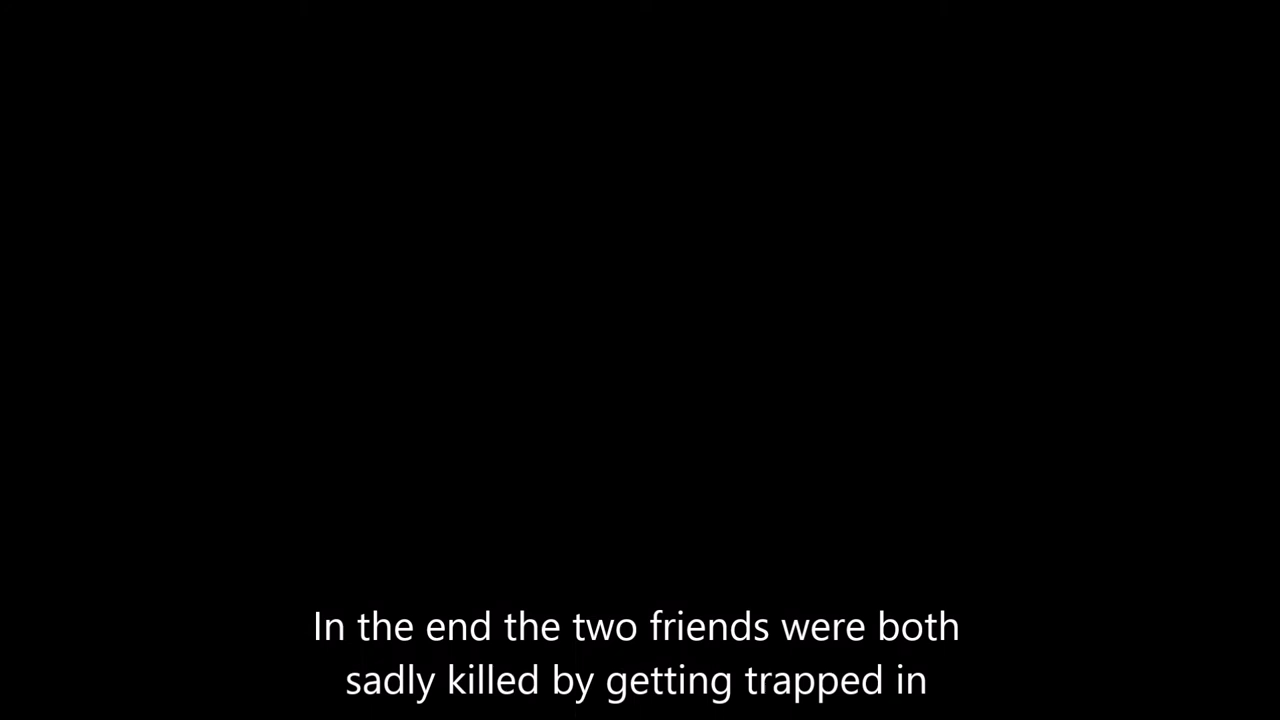 In the end the two friends were both
sadly killed by getting trapped in